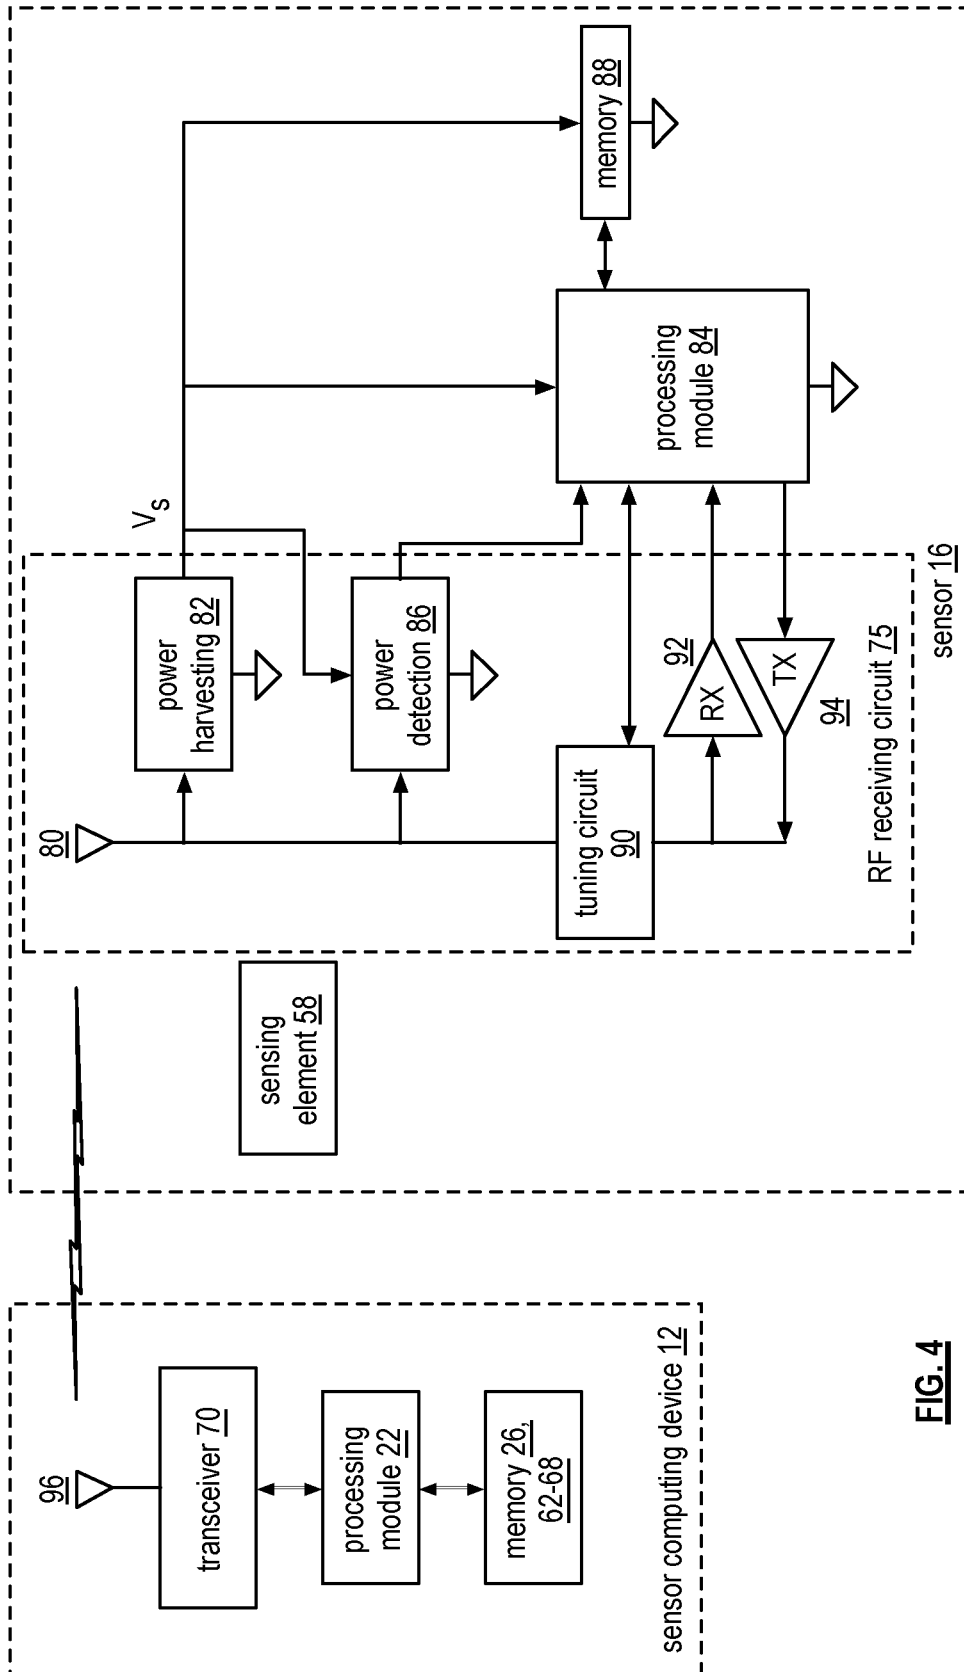 96
transceiver 70
processing
module 22
memory 26,
62-68
sensor computing device 12
sensing
element 58
80
power
harvesting 82
Vs
power
detection 86
tuning circuit
90
RX
92
TX
94
RF receiving circuit 75
processing
module 84
memory 88
sensor 16
FIG. 4